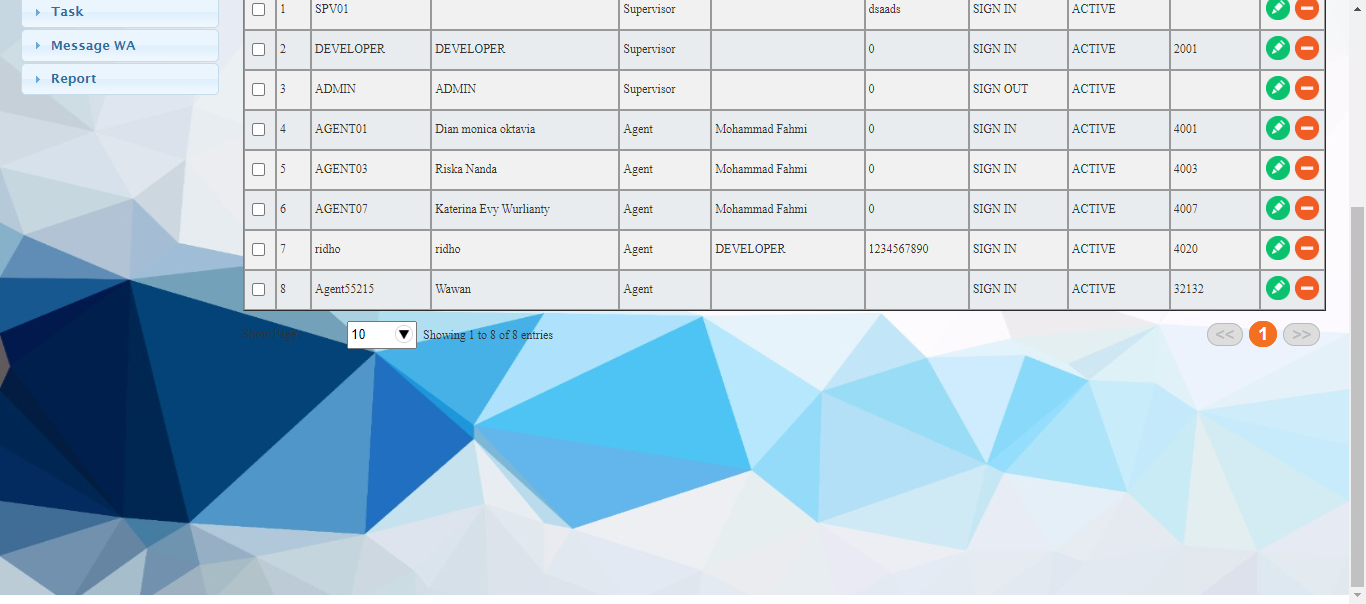 Task
Message WA
Report
1 SPV01 Supervisor dsaads SIGN IN ACTIVE
2 DEVELOPER DEVELOPER Supervisor 0 SIGN IN ACTIVE 2001
3 ADMIN ADMIN Supervisor 0 SIGN OUT ACTIVE
4 AGENT01 Dian monica oktavia Agent Mohammad Fahmi 0 SIGN IN ACTIVE 4001
5 AGENT03 Riska Nanda Agent Mohammad Fahmi 0 SIGN IN ACTIVE 4003
6 AGENT07 Katerina Evy Wurlianty Agent Mohammad Fahmi 0 SIGN IN ACTIVE 4007
7 ridho ridho Agent DEVELOPER 1234567890 SIGN IN ACTIVE 4020
8 Agent55215 Wawan Agent SIGN IN ACTIVE 32132
10 Showing 1 to 8 of 8 entries << 1 >>